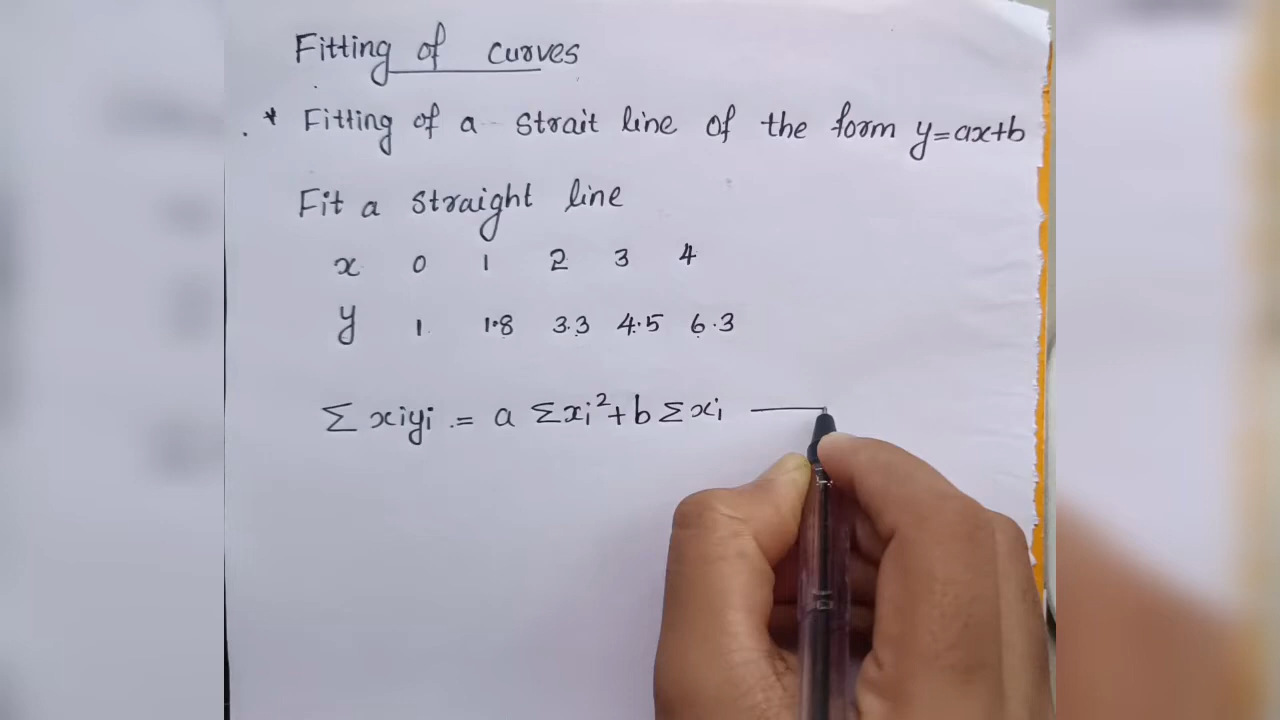 Fitting of curves
* Fitting of a strait line of the form y=ax+b
Fit a straight line
x 0 1 2 3 4
y 1 1.8 3.3 4.5 6.3
Σ xiyi = a Σxi²+b Σxi —